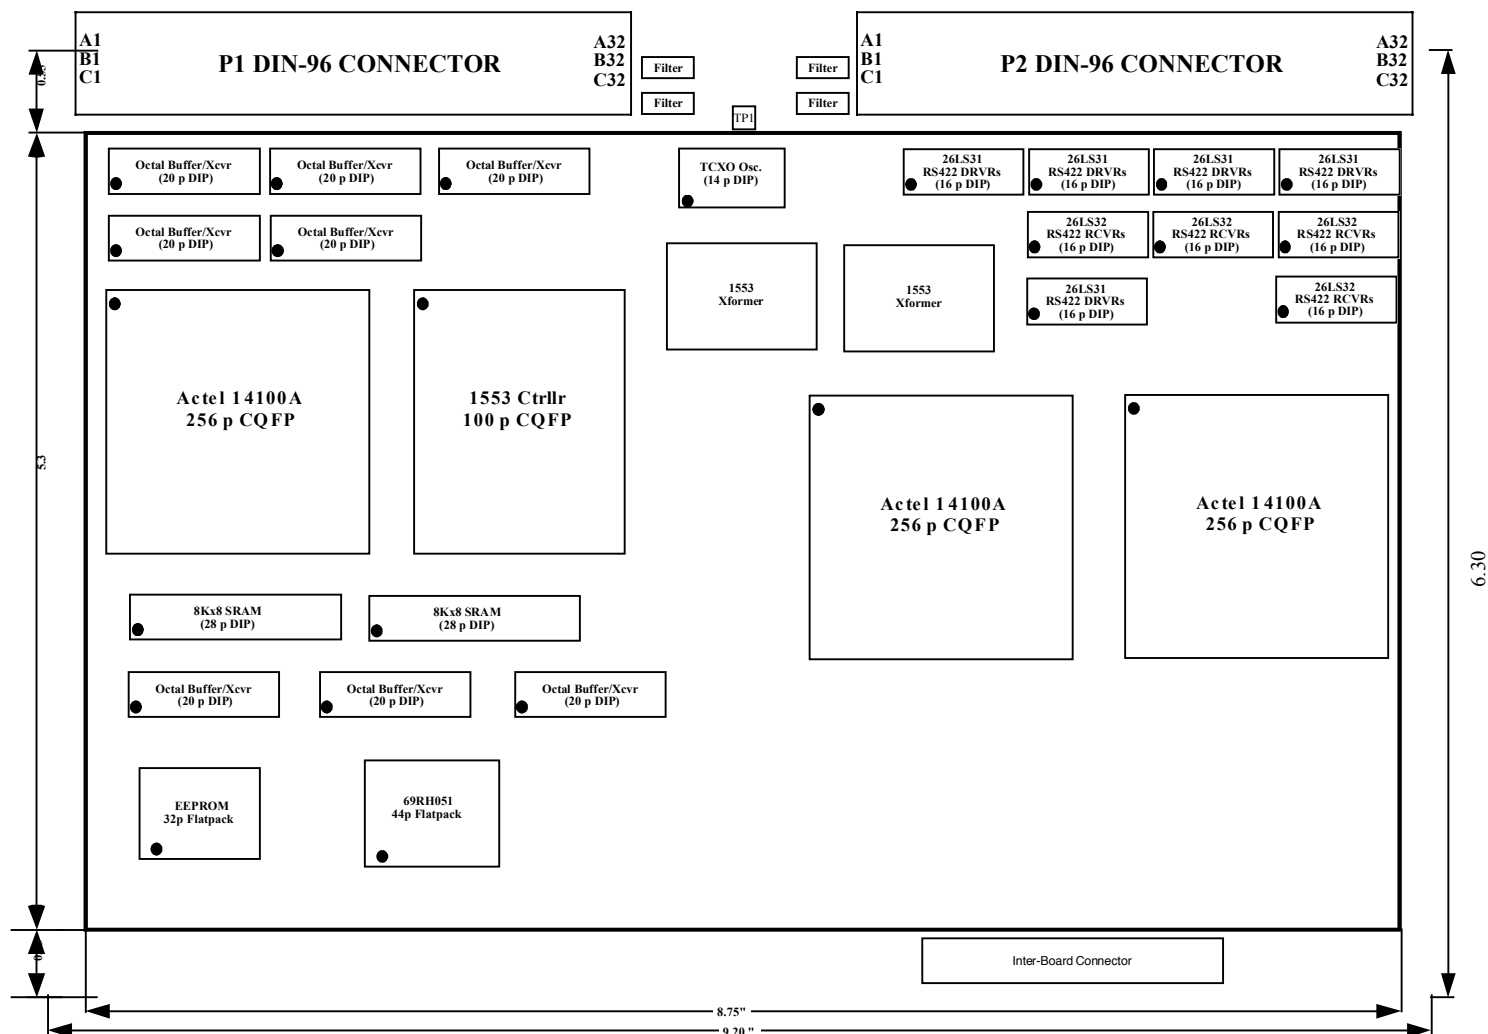 A1
B1
C1
P1 DIN-96 CONNECTOR
A32
B32
C32
Filter
Filter
Filter
Filter
TP1
A1
B1
C1
P2 DIN-96 CONNECTOR
A32
B32
C32
Octal Buffer/Xcvr
(20 p DIP)
Octal Buffer/Xcvr
(20 p DIP)
Octal Buffer/Xcvr
(20 p DIP)
TCXO Osc.
(14 p DIP)
26LS31
RS422 DRVRs
(16 p DIP)
26LS31
RS422 DRVRs
(16 p DIP)
26LS31
RS422 DRVRs
(16 p DIP)
26LS31
RS422 DRVRs
(16 p DIP)
Octal Buffer/Xcvr
(20 p DIP)
Octal Buffer/Xcvr
(20 p DIP)
26LS32
RS422 RCVRs
(16 p DIP)
26LS32
RS422 RCVRs
(16 p DIP)
26LS32
RS422 RCVRs
(16 p DIP)
1553
Xformer
1553
Xformer
26LS31
RS422 DRVRs
(16 p DIP)
26LS32
RS422 RCVRs
(16 p DIP)
Actel 14100A
256 p CQFP
1553 Ctrllr
100 p CQFP
Actel 14100A
256 p CQFP
Actel 14100A
256 p CQFP
5.3
6.30
8Kx8 SRAM
(28 p DIP)
8Kx8 SRAM
(28 p DIP)
Octal Buffer/Xcvr
(20 p DIP)
Octal Buffer/Xcvr
(20 p DIP)
Octal Buffer/Xcvr
(20 p DIP)
EEPROM
32p Flatpack
69RH051
44p Flatpack
Inter-Board Connector
8.75"
9.20 "